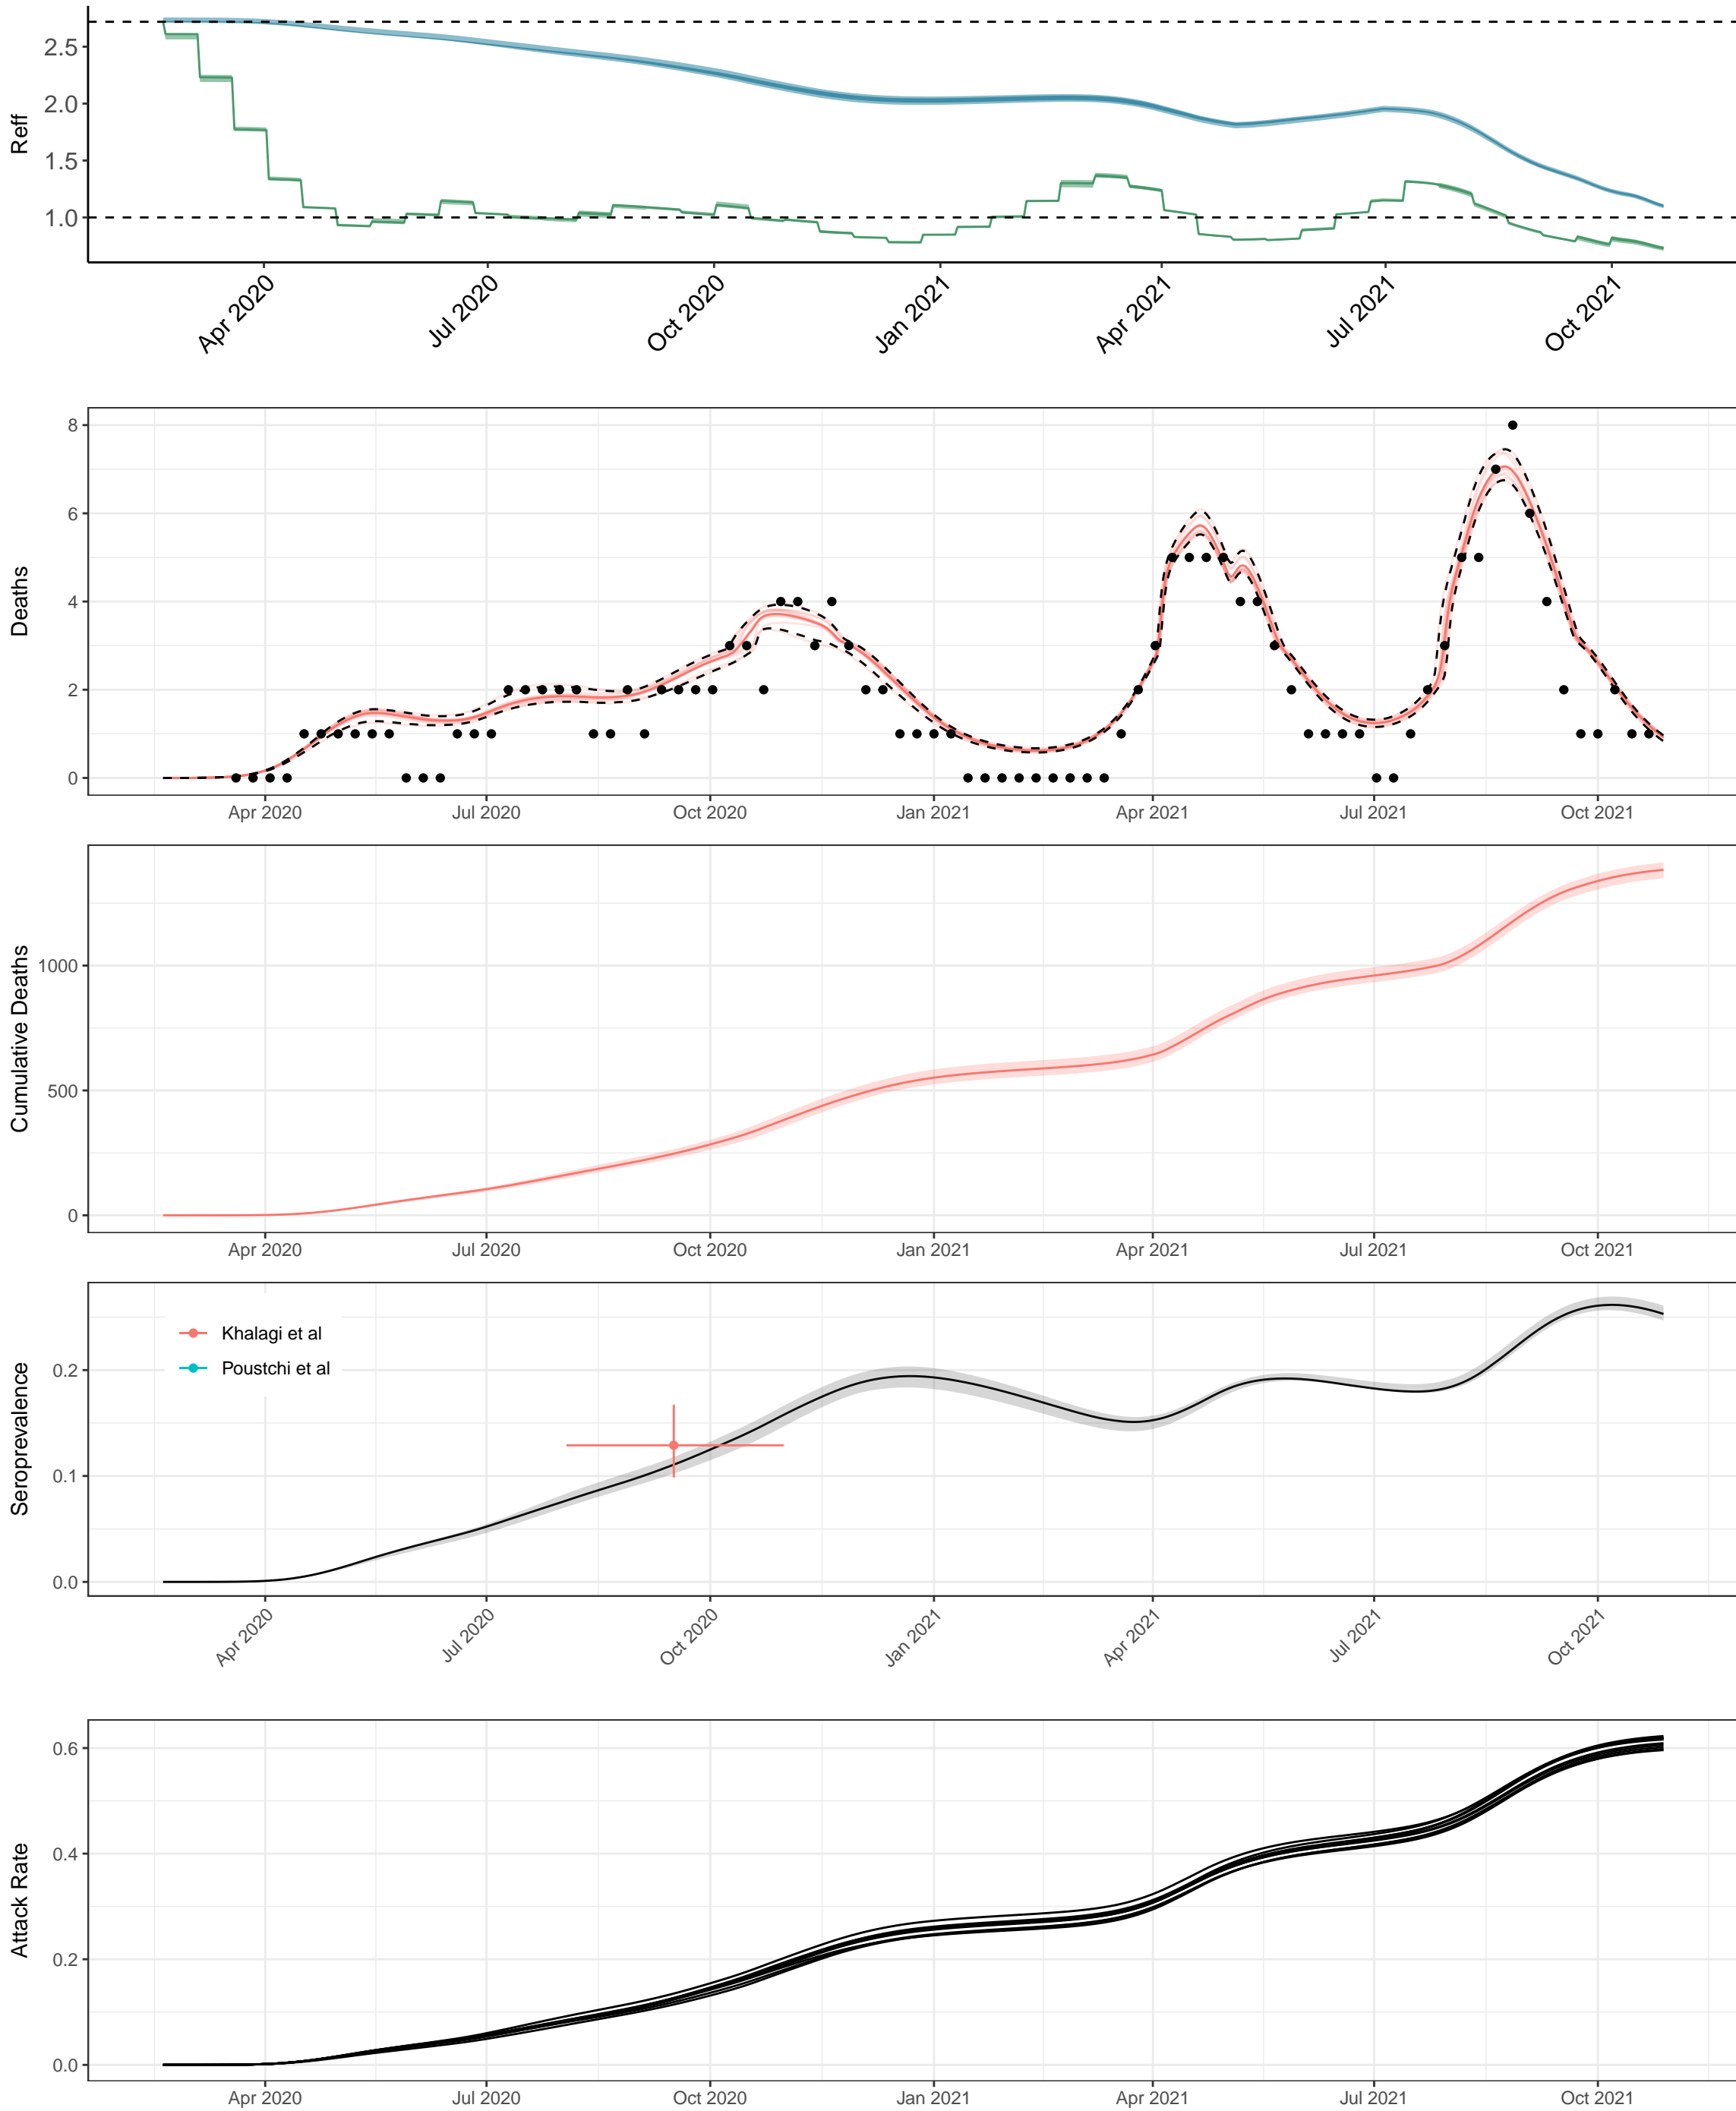 Reff
2.5
2.0
1.5
1.0
Apr 2020
Jul 2020
Oct 2020
Jan 2021
Apr 2021
Jul 2021
Oct 2021
Deaths
8
6
4
2
0
Apr 2020
Jul 2020
Oct 2020
Jan 2021
Apr 2021
Jul 2021
Oct 2021
Cumulative Deaths
1000
500
0
Apr 2020
Jul 2020
Oct 2020
Jan 2021
Apr 2021
Jul 2021
Oct 2021
Seroprevalence
Khalagi et al
Poustchi et al
0.2
0.1
0.0
Apr 2020
Jul 2020
Oct 2020
Jan 2021
Apr 2021
Jul 2021
Oct 2021
Attack Rate
0.6
0.4
0.2
0.0
Apr 2020
Jul 2020
Oct 2020
Jan 2021
Apr 2021
Jul 2021
Oct 2021